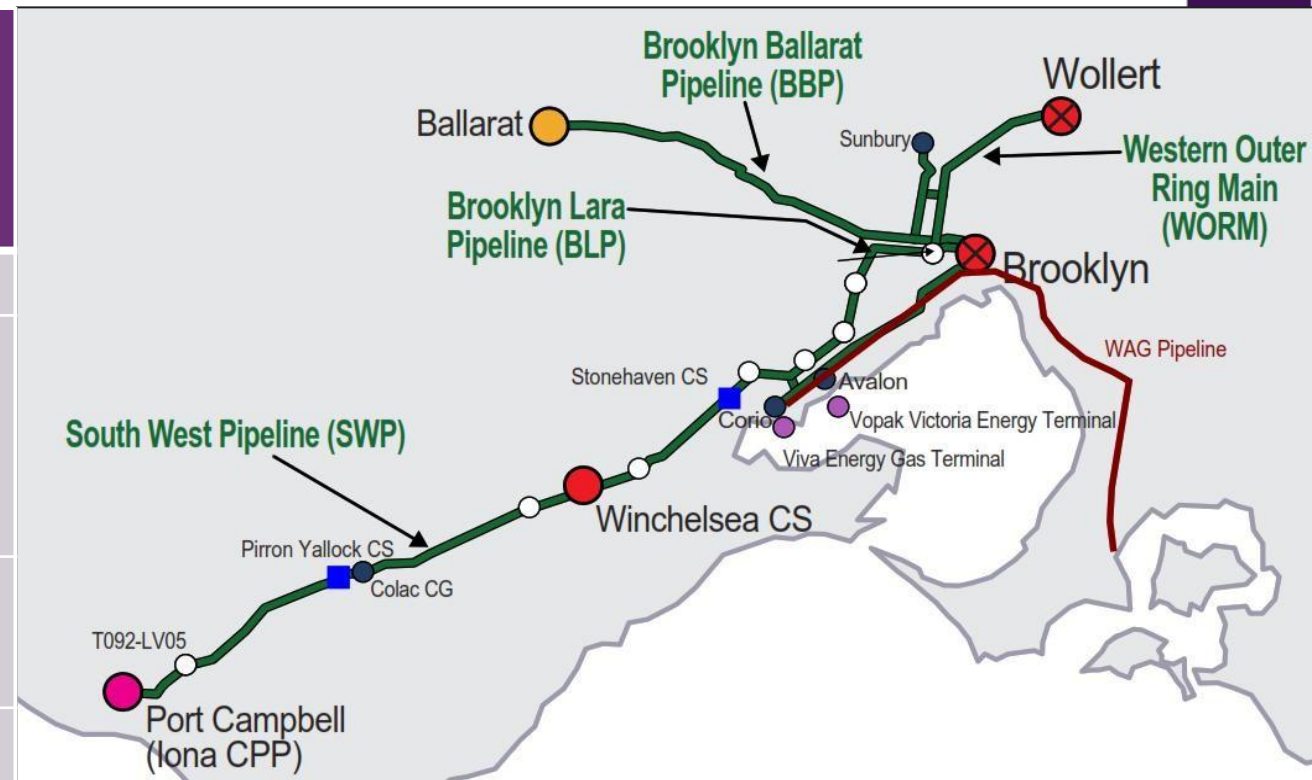 Brooklyn Ballarat
Pipeline (BBP)
Wollert
Ballarat
Sunbury
Western Outer
Ring Main
(WORM)
Brooklyn Lara
Pipeline (BLP)
Brooklyn
WAG Pipeline
Stonehaven CS
Avalon
Corio
Vopak Victoria Energy Terminal
South West Pipeline (SWP)
Viva Energy Gas Terminal
Winchelsea CS
Pirron Yallock CS
Colac CG
T092-LV05
Port Campbell
(Iona CPP)